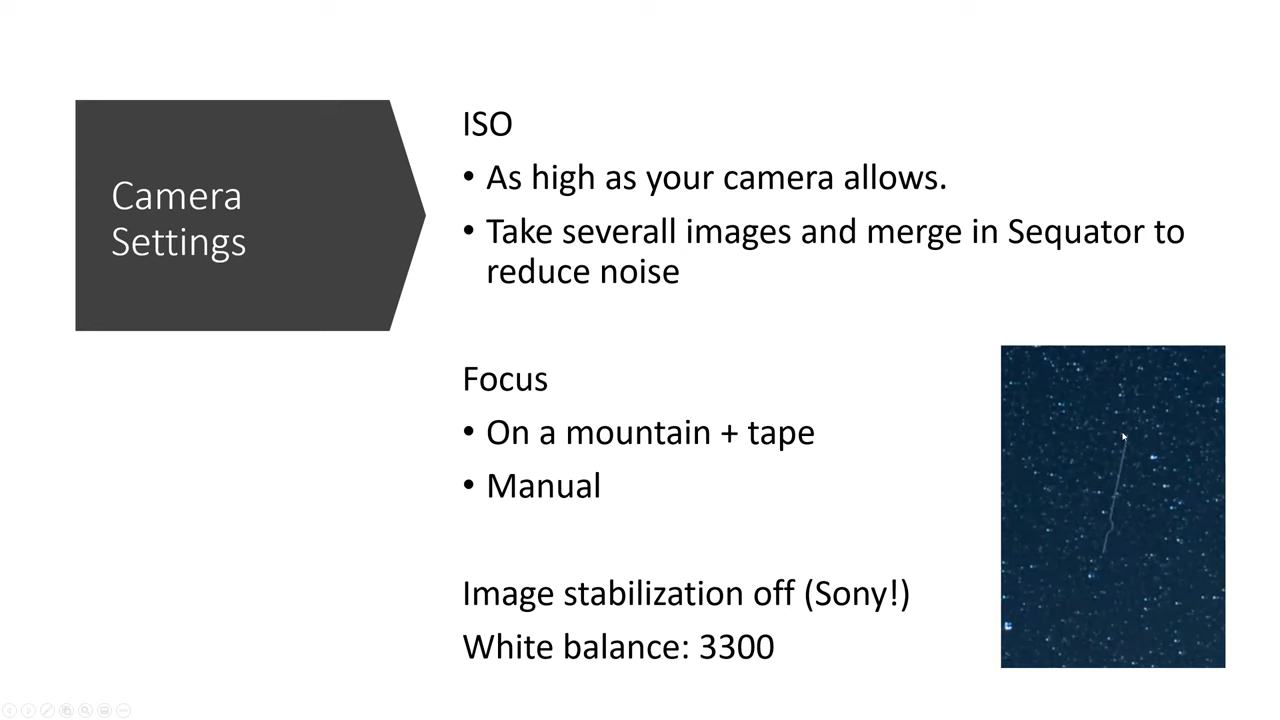 Camera
Settings
ISO
• As high as your camera allows.
• Take severall images and merge in Sequator to
reduce noise
Focus
• On a mountain + tape
• Manual
Image stabilization off (Sony!)
White balance: 3300